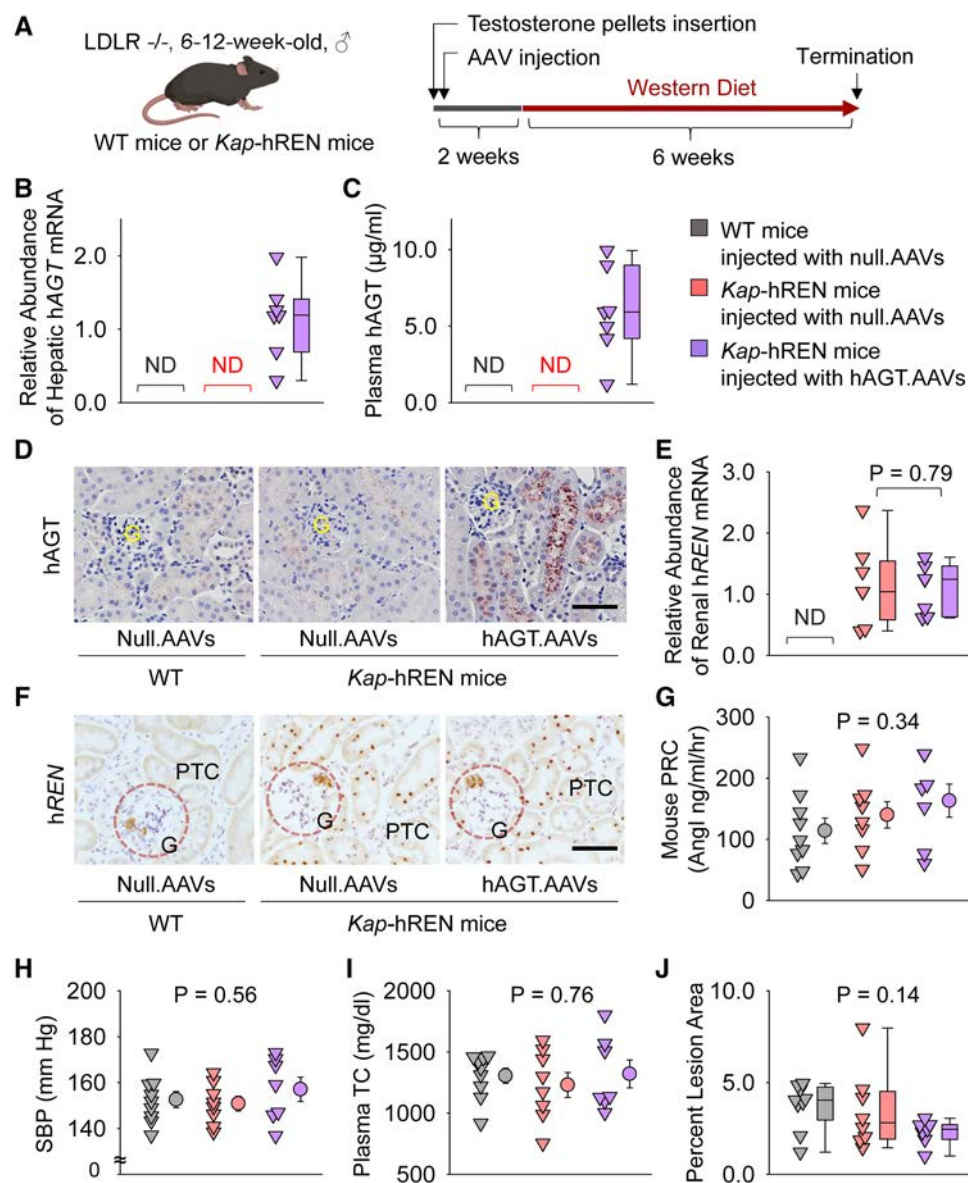 A
LDLR -/-, 6-12-week-old, ♂
WT mice or Kap-hREN mice
Testosterone pellets insertion
AAV injection
Termination
Western Diet
2 weeks
6 weeks
B
Relative Abundance
of Hepatic hAGT mRNA
2.0
1.0
0.0
ND
ND
C
Plasma hAGT (µg/ml)
10.0
5.0
0.0
ND
ND
WT mice
injected with null.AAVs
Kap-hREN mice
injected with null.AAVs
Kap-hREN mice
injected with hAGT.AAVs
D
hAGT
G
G
G
Null.AAVs
Null.AAVs
hAGT.AAVs
WT
Kap-hREN mice
E
Relative Abundance
of Renal hREN mRNA
3.0
2.0
1.0
0.0
P = 0.79
ND
F
hREN
PTC
G
G
PTC
G
PTC
Null.AAVs
Null.AAVs
hAGT.AAVs
WT
Kap-hREN mice
G
Mouse PRC
(AngI ng/ml/hr)
300
200
100
0
P = 0.34
H
SBP (mm Hg)
200
180
160
140
0
≈
P = 0.56
I
Plasma TC (mg/dl)
2000
1500
1000
500
P = 0.76
J
Percent Lesion Area
10.0
5.0
0.0
P = 0.14